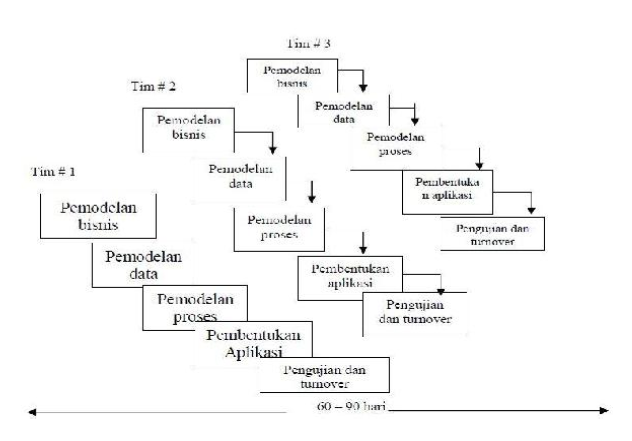 Tim # 3
Pemodelan
bisnis
Pemodelan
data
Pemodelan
proses
Pembentuka
n aplikasi
Pengujian dan
turnover
Tim # 2
Pemodelan
bisnis
Pemodelan
data
Pemodelan
proses
Pembentukan
aplikasi
Pengujian
dan turnover
Tim # 1
Pemodelan
bisnis
Pemodelan
data
Pemodelan
proses
Pembentukan
Aplikasi
Pengujian dan
turnover
60 – 90 hari